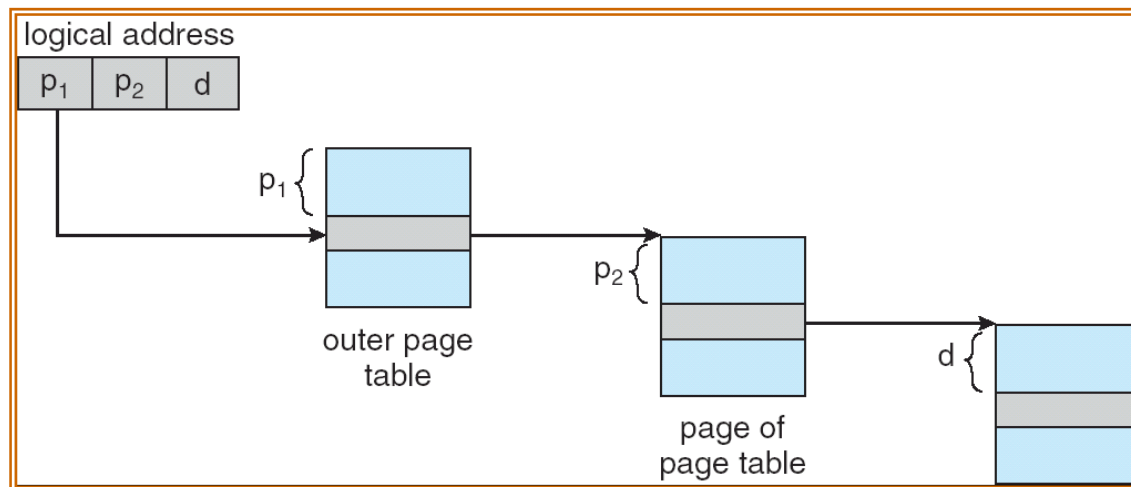 logical address
p₁ p₂ d
p₁
p₂
d
outer page
table
page of
page table